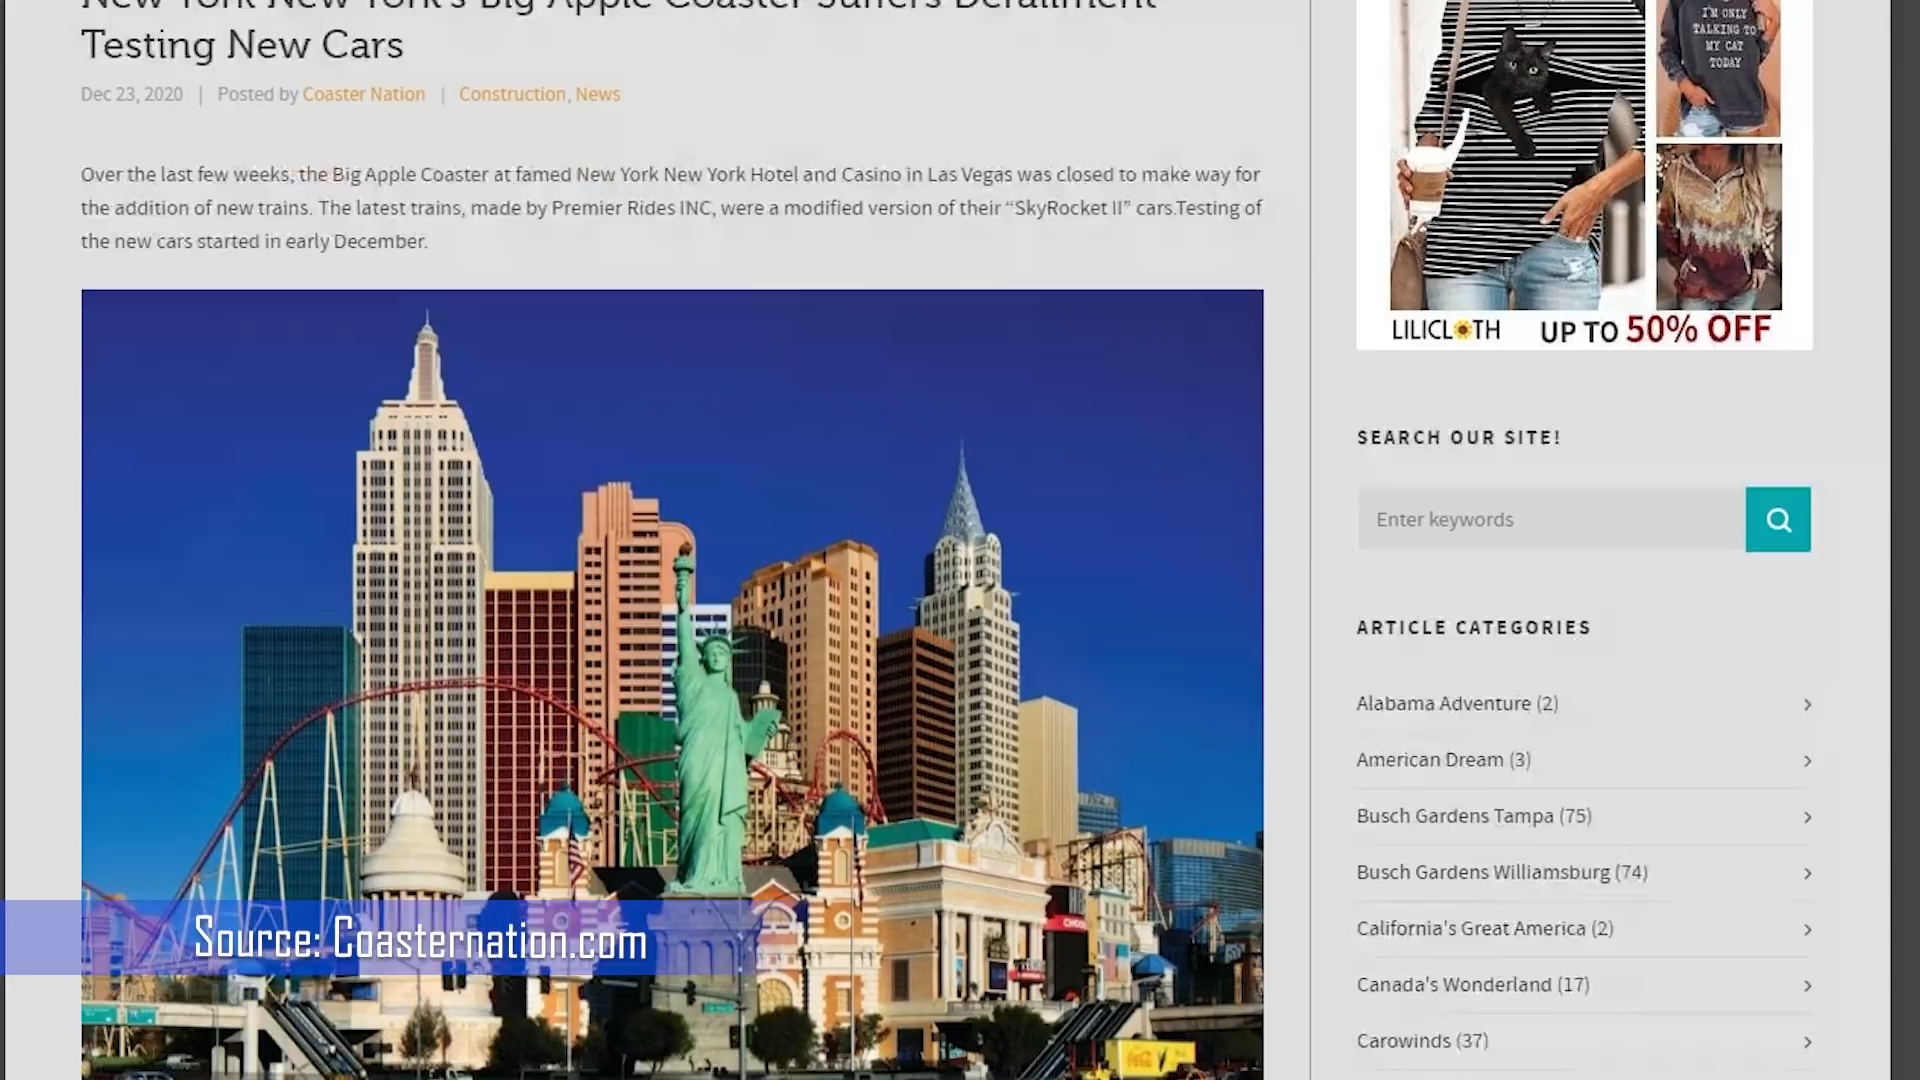 New York New York's Big Apple Coaster Suffers Derailment
Testing New Cars
Dec 23, 2020 | Posted by Coaster Nation | Construction, News
Over the last few weeks, the Big Apple Coaster at famed New York New York Hotel and Casino in Las Vegas was closed to make way for
the addition of new trains. The latest trains, made by Premier Rides INC, were a modified version of their “SkyRocket II” cars.Testing of
the new cars started in early December.
Source: Coasternation.com
I'M ONLY
TALKING TO
MY CAT
TODAY
LILICLOTH UP TO 50% OFF
SEARCH OUR SITE!
Enter keywords
ARTICLE CATEGORIES
Alabama Adventure (2)
American Dream (3)
Busch Gardens Tampa (75)
Busch Gardens Williamsburg (74)
California's Great America (2)
Canada's Wonderland (17)
Carowinds (37)